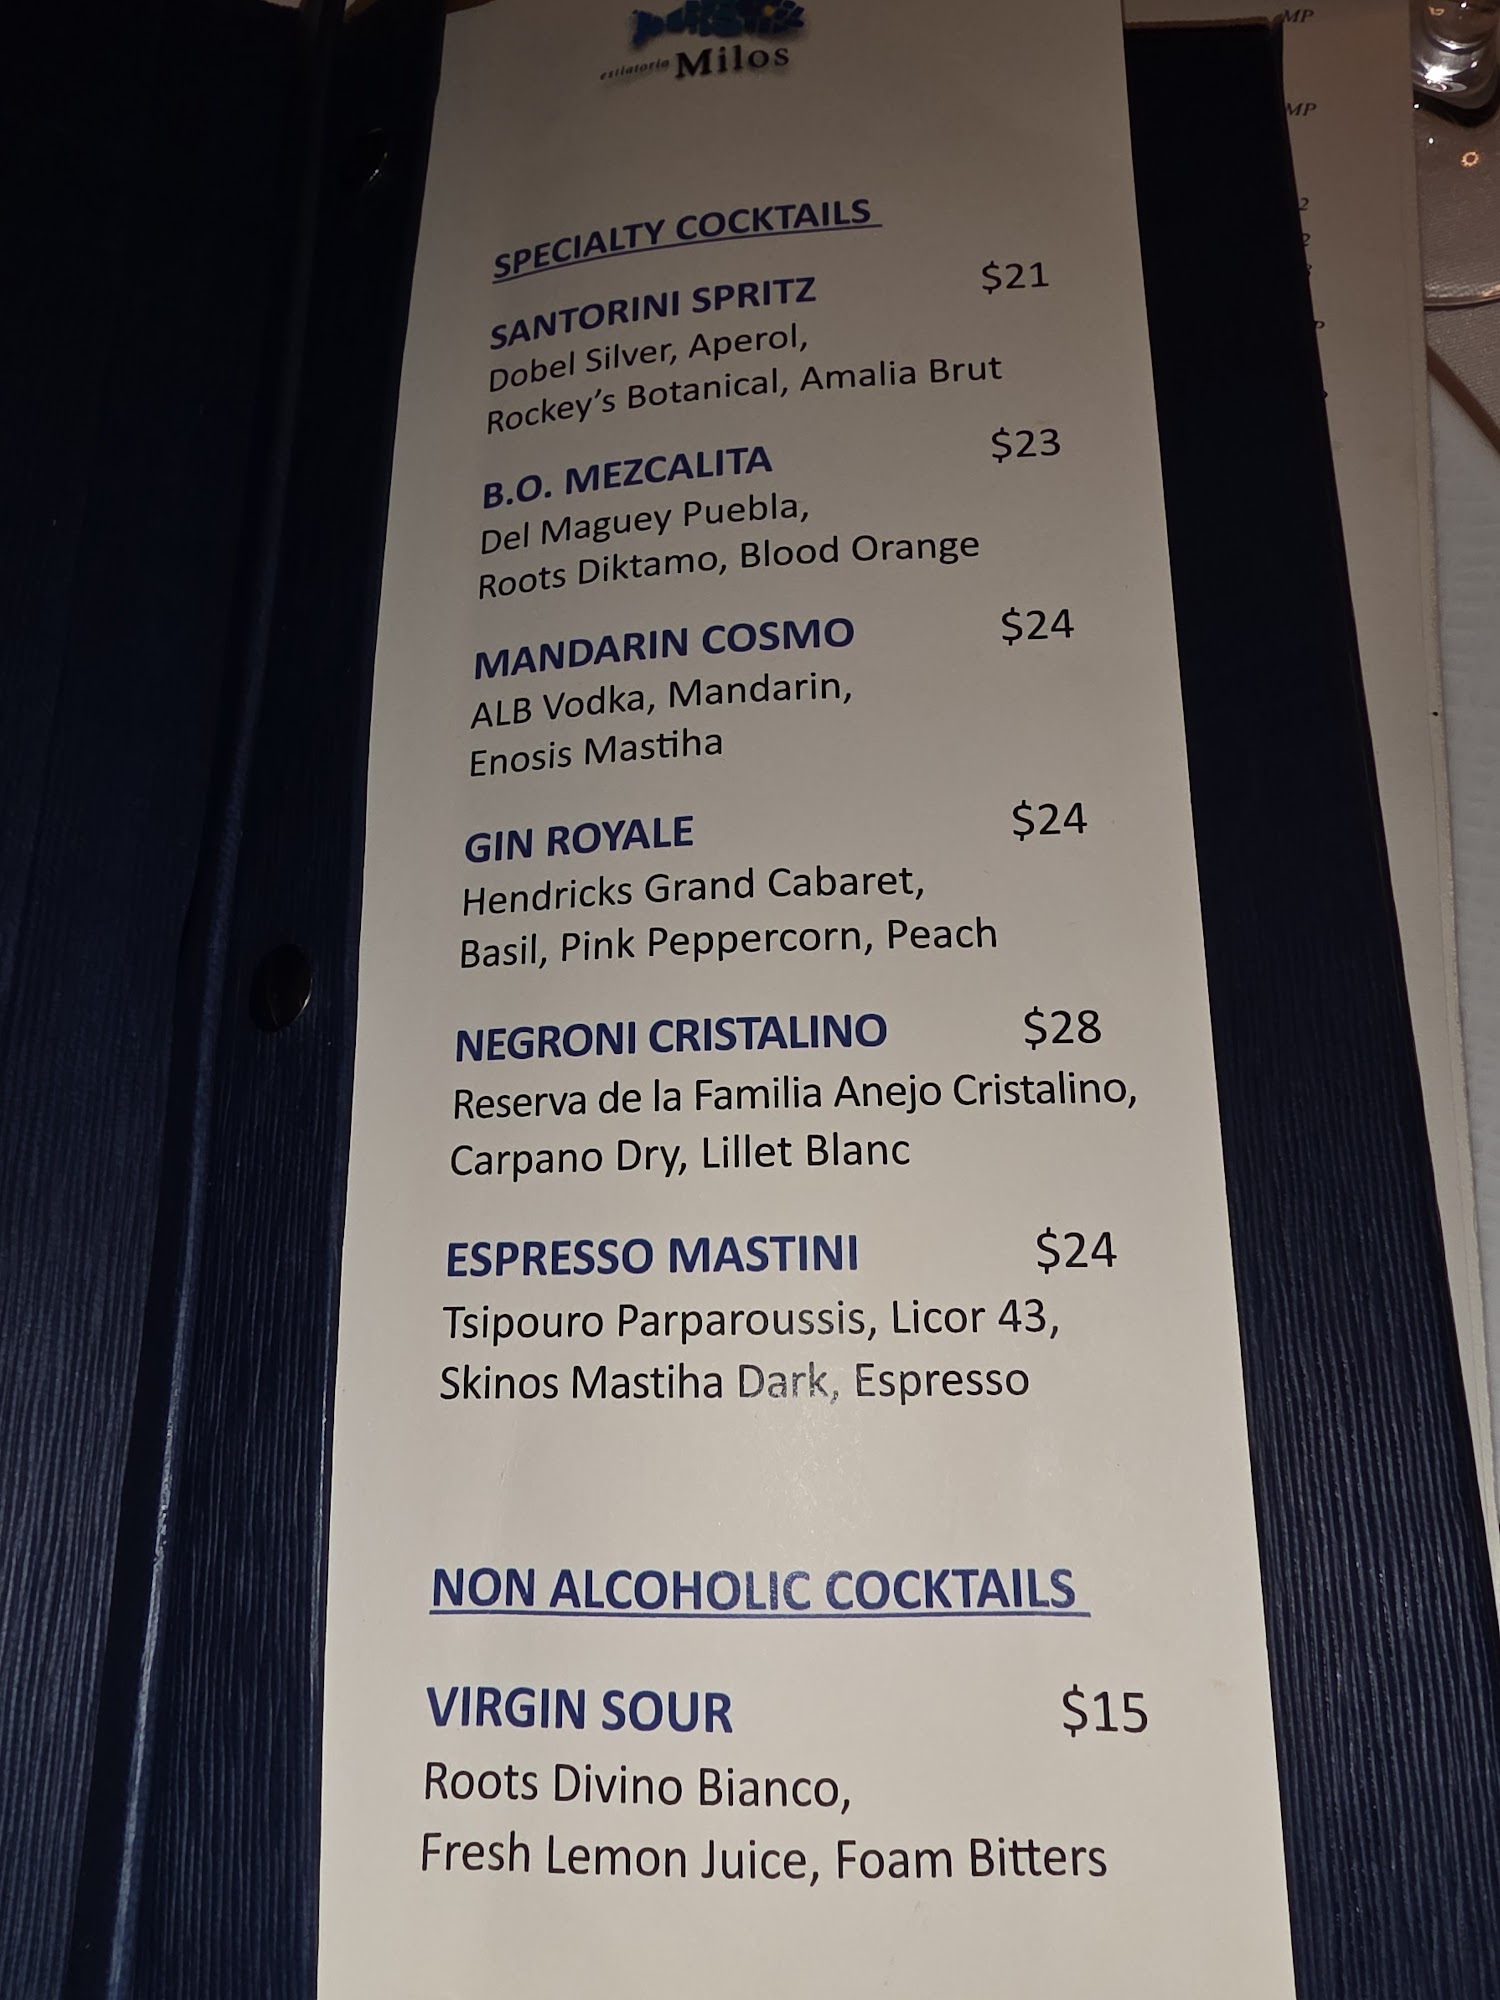 estiatorio Milos
SPECIALTY COCKTAILS
SANTORINI SPRITZ $21
Dobel Silver, Aperol,
Rockey's Botanical, Amalia Brut
B.O. MEZCALITA $23
Del Maguey Puebla,
Roots Diktamo, Blood Orange
MANDARIN COSMO $24
ALB Vodka, Mandarin,
Enosis Mastiha
GIN ROYALE $24
Hendricks Grand Cabaret,
Basil, Pink Peppercorn, Peach
NEGRONI CRISTALINO $28
Reserva de la Familia Anejo Cristalino,
Carpano Dry, Lillet Blanc
ESPRESSO MASTINI $24
Tsipouro Parparoussis, Licor 43,
Skinos Mastiha Dark, Espresso
NON ALCOHOLIC COCKTAILS
VIRGIN SOUR $15
Roots Divino Bianco,
Fresh Lemon Juice, Foam Bitters
MP
MP